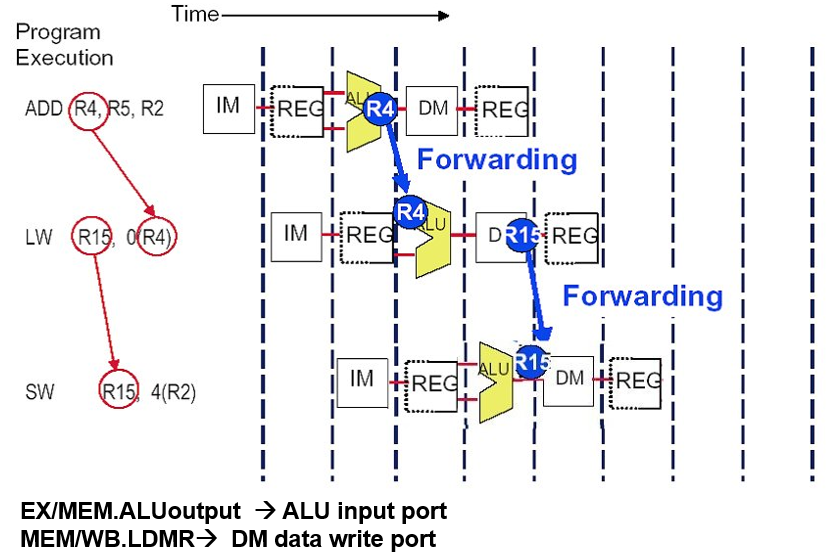 Time
Program
Execution
ADD R4, R5, R2
IM REG ALU R4 DM REG
Forwarding
LW R15, 0(R4)
IM REG R4 ALU DM R15 REG
Forwarding
SW R15, 4(R2)
IM REG ALU R15 DM REG
EX/MEM.ALUoutput → ALU input port
MEM/WB.LDMR→ DM data write port